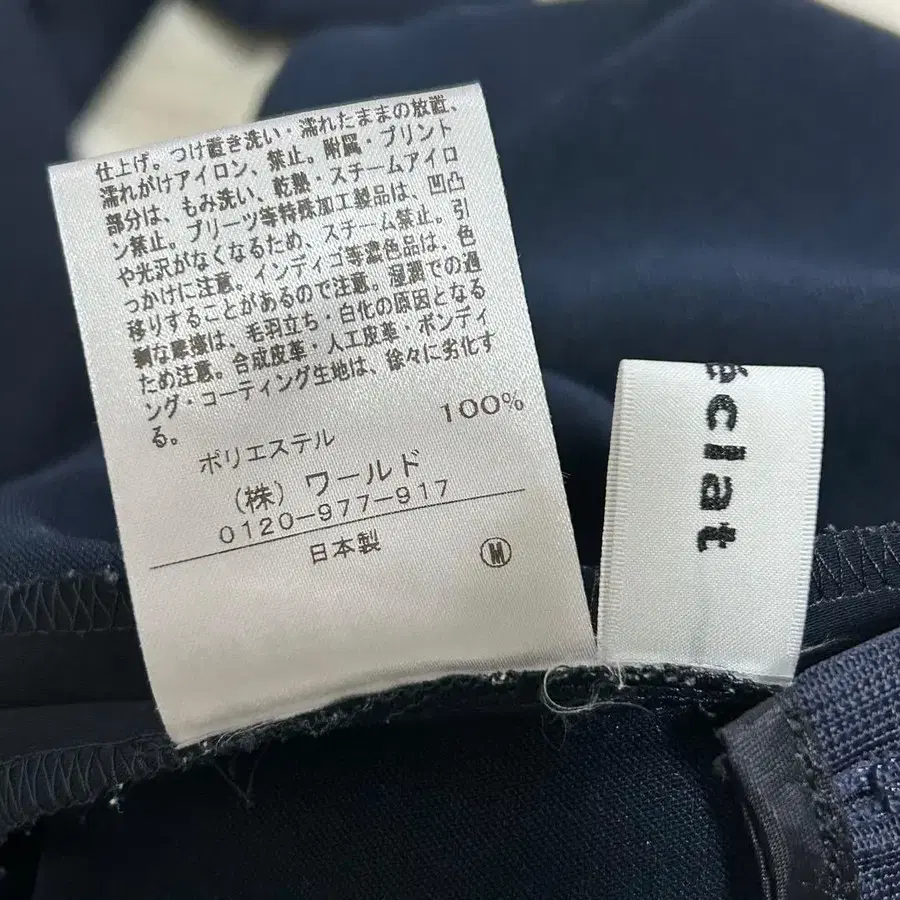 仕上げ。つけ置き洗い・濡れたままの放置、
濡れがけアイロン、禁止。附属・プリント
部分は、もみ洗い、乾熱・スチームアイロ
ン禁止。プリーツ等特殊加工製品は、凹凸
や光沢がなくなるため、スチーム禁止。引
っかけに注意。インディゴ等濃色品は、色
移りすることがあるので注意。湿潤での過
剰な摩擦は、毛羽立ち・白化の原因となる
ため注意。合成皮革・人工皮革・ボンディ
ング・コーティング生地は、徐々に劣化す
る。
ポリエステル 100%
(株) ワールド
0120-977-917
日本製 M
éclat